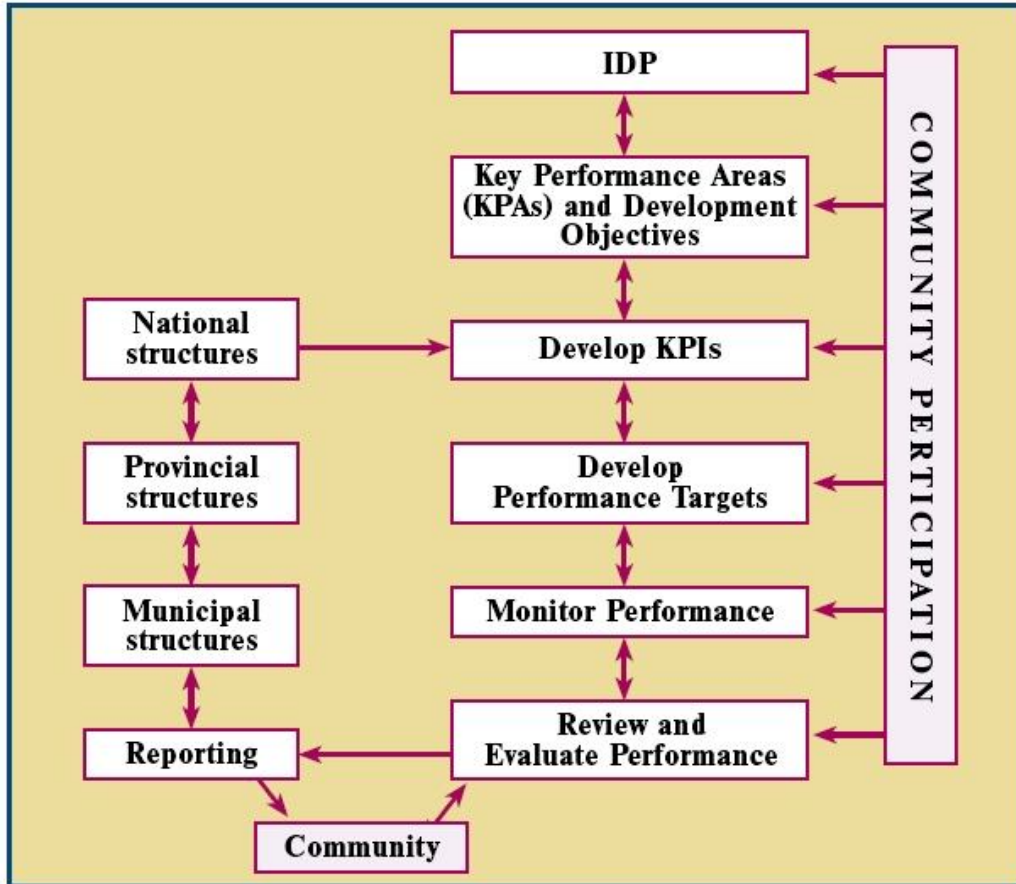 IDP
Key Performance Areas
(KPAs) and Development
Objectives
National
structures
Develop KPIs
Provincial
structures
Develop
Performance Targets
Municipal
structures
Monitor Performance
Reporting
Review and
Evaluate Performance
Community
COMMUNITY PERTICIPATION